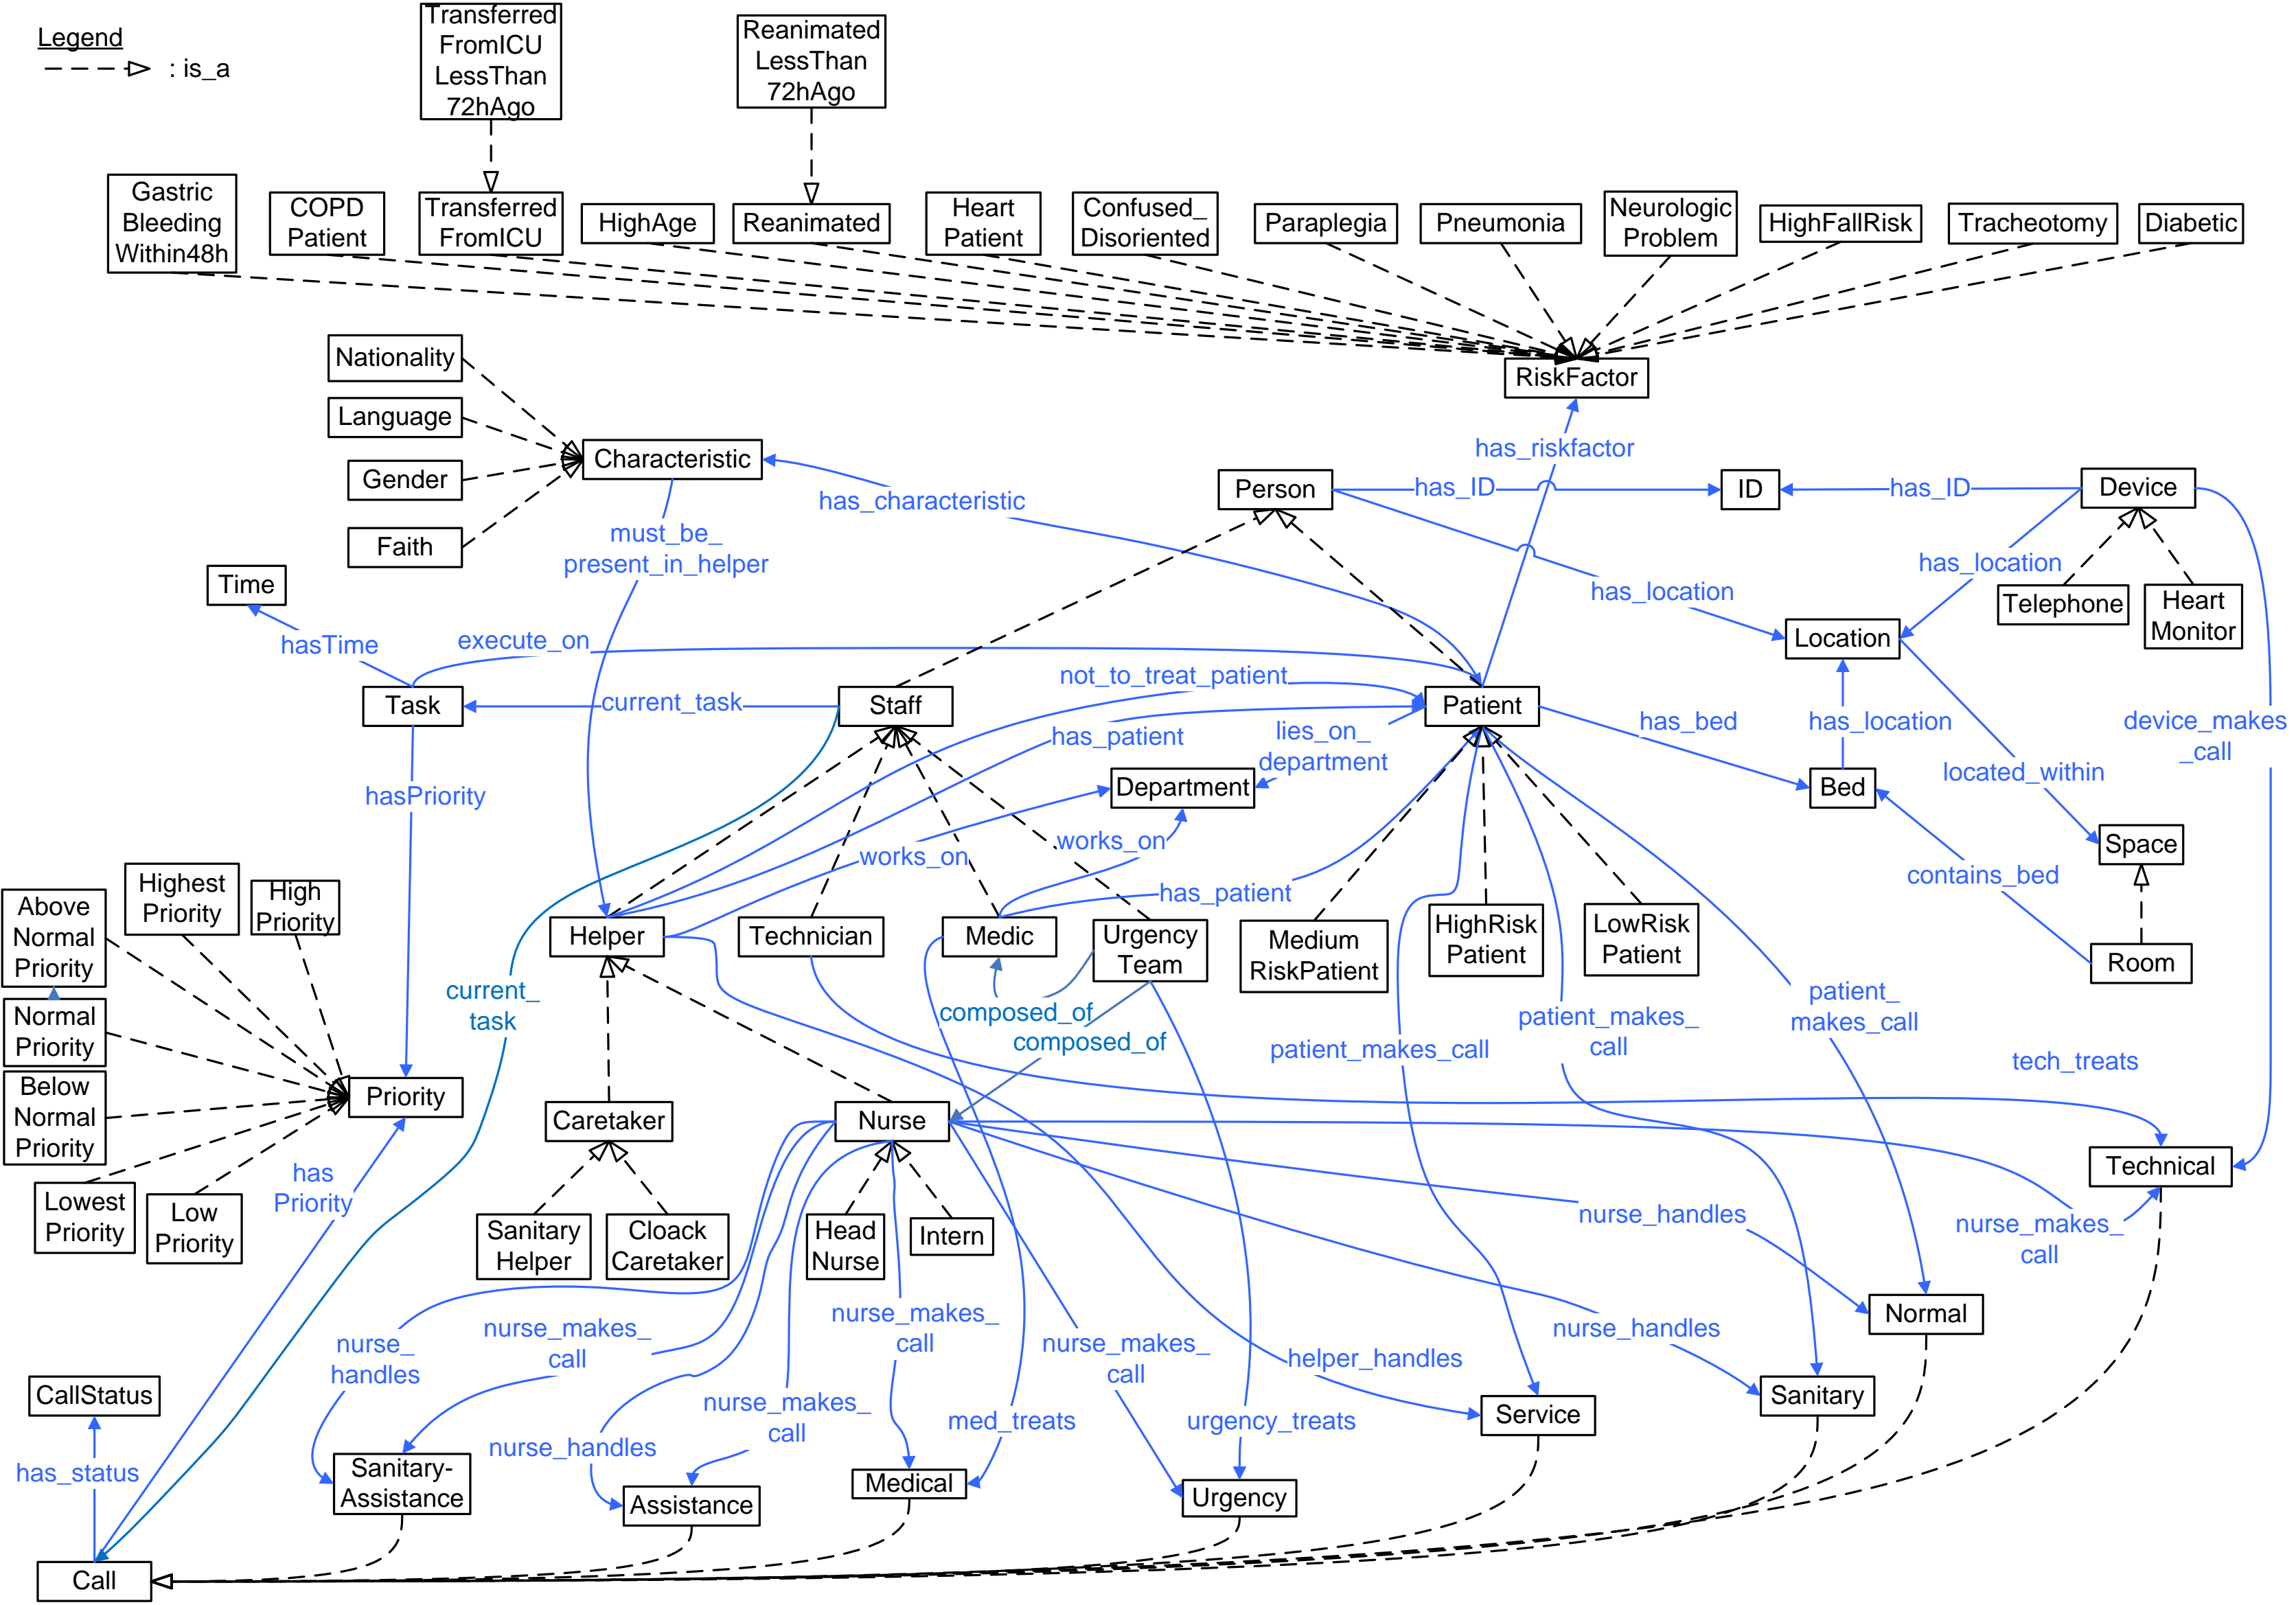 Legend
: is_a
Transferred
FromICU
LessThan
72hAgo
Reanimated
LessThan
72hAgo
Gastric
Bleeding
Within48h
COPD
Patient
Transferred
FromICU
HighAge
Reanimated
Heart
Patient
Confused_
Disoriented
Paraplegia
Pneumonia
Neurologic
Problem
HighFallRisk
Tracheotomy
Diabetic
RiskFactor
Nationality
Language
Gender
Faith
Characteristic
has_characteristic
has_riskfactor
Person
has_ID
ID
has_ID
Device
must_be_
present_in_helper
has_location
has_location
Telephone
Heart
Monitor
Time
hasTime
execute_on
Location
not_to_treat_patient
Task
current_task
Staff
Patient
has_patient
lies_on_
department
has_bed
has_location
device_makes
_call
hasPriority
Department
Bed
located_within
works_on
works_on
Space
has_patient
contains_bed
Above
Normal
Priority
Highest
Priority
High
Priority
Helper
Technician
Medic
Urgency
Team
Medium
RiskPatient
HighRisk
Patient
LowRisk
Patient
Room
current_
task
Normal
Priority
composed_of
composed_of
patient_makes_call
patient_makes_
call
patient_
makes_call
tech_treats
Below
Normal
Priority
Priority
Caretaker
Nurse
Technical
has
Priority
Lowest
Priority
Low
Priority
Sanitary
Helper
Cloack
Caretaker
Head
Nurse
Intern
nurse_handles
nurse_makes_
call
Normal
nurse_
handles
nurse_makes_
call
nurse_makes_
call
nurse_makes_
call
helper_handles
nurse_handles
CallStatus
nurse_makes_
call
Sanitary
Service
med_treats
urgency_treats
nurse_handles
has_status
Sanitary-
Assistance
Assistance
Medical
Urgency
Call